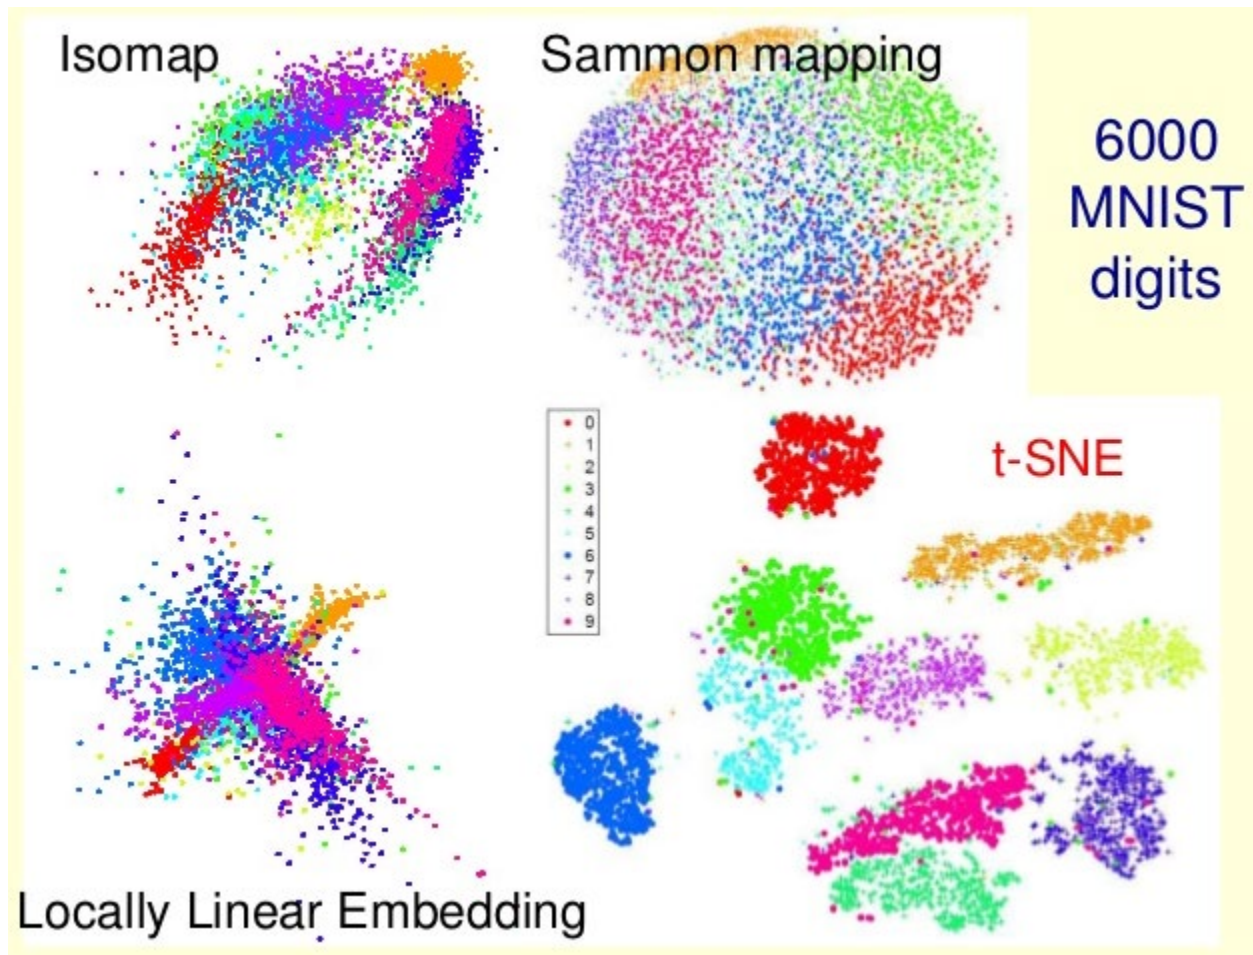 Isomap
Sammon mapping
6000
MNIST
digits
0
1
2
3
4
5
6
7
8
9
t-SNE
Locally Linear Embedding